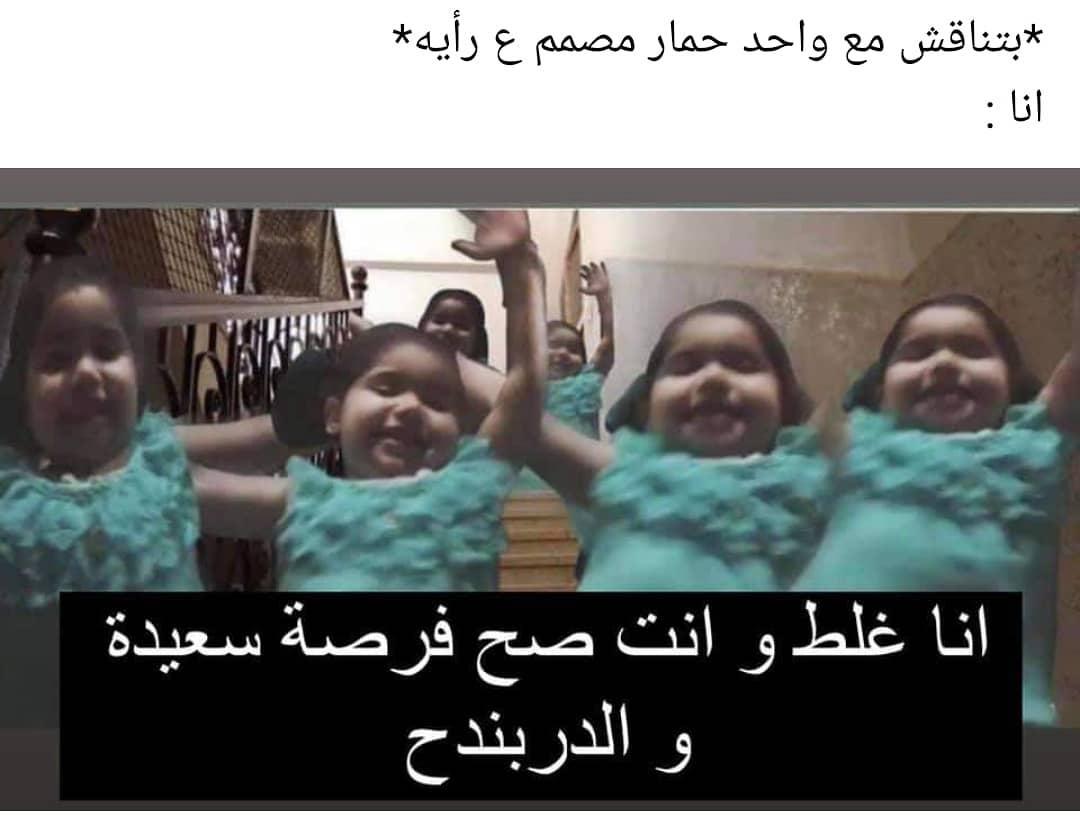 *بتناقش مع واحد حمار مصمم ع رأيه*
انا :
انا غلط و انت صح فرصة سعيدة
و الدربندح